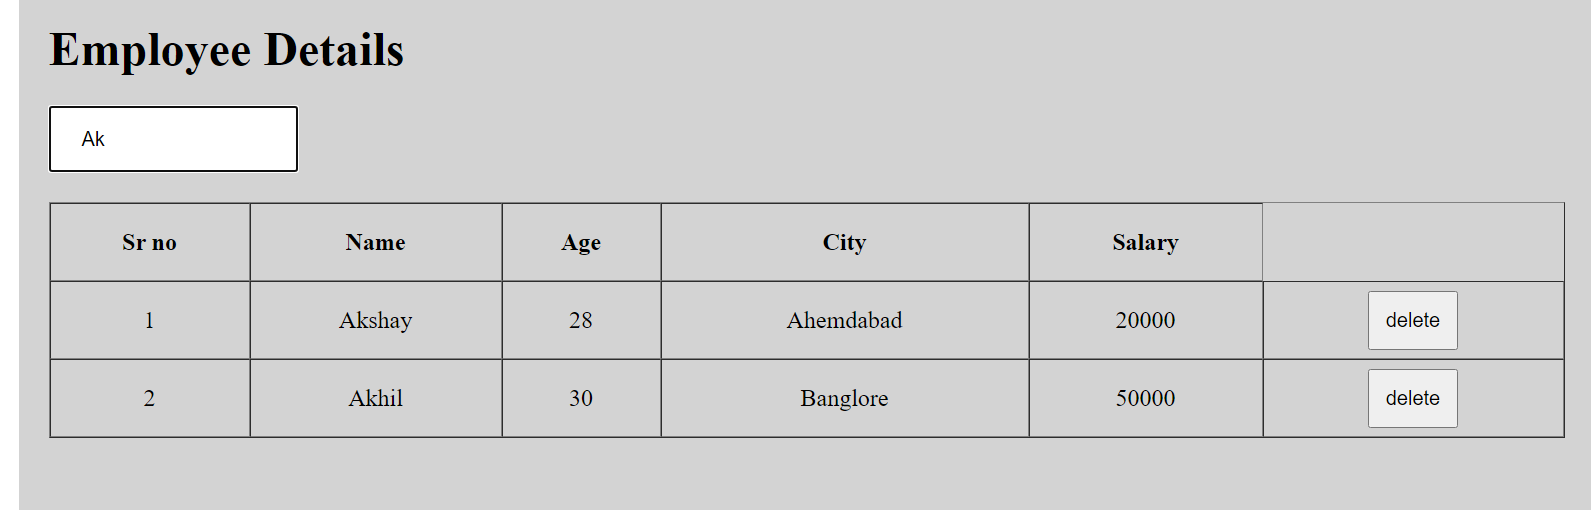 Employee Details
Ak
Sr no Name Age City Salary
1 Akshay 28 Ahemdabad 20000 delete
2 Akhil 30 Banglore 50000 delete